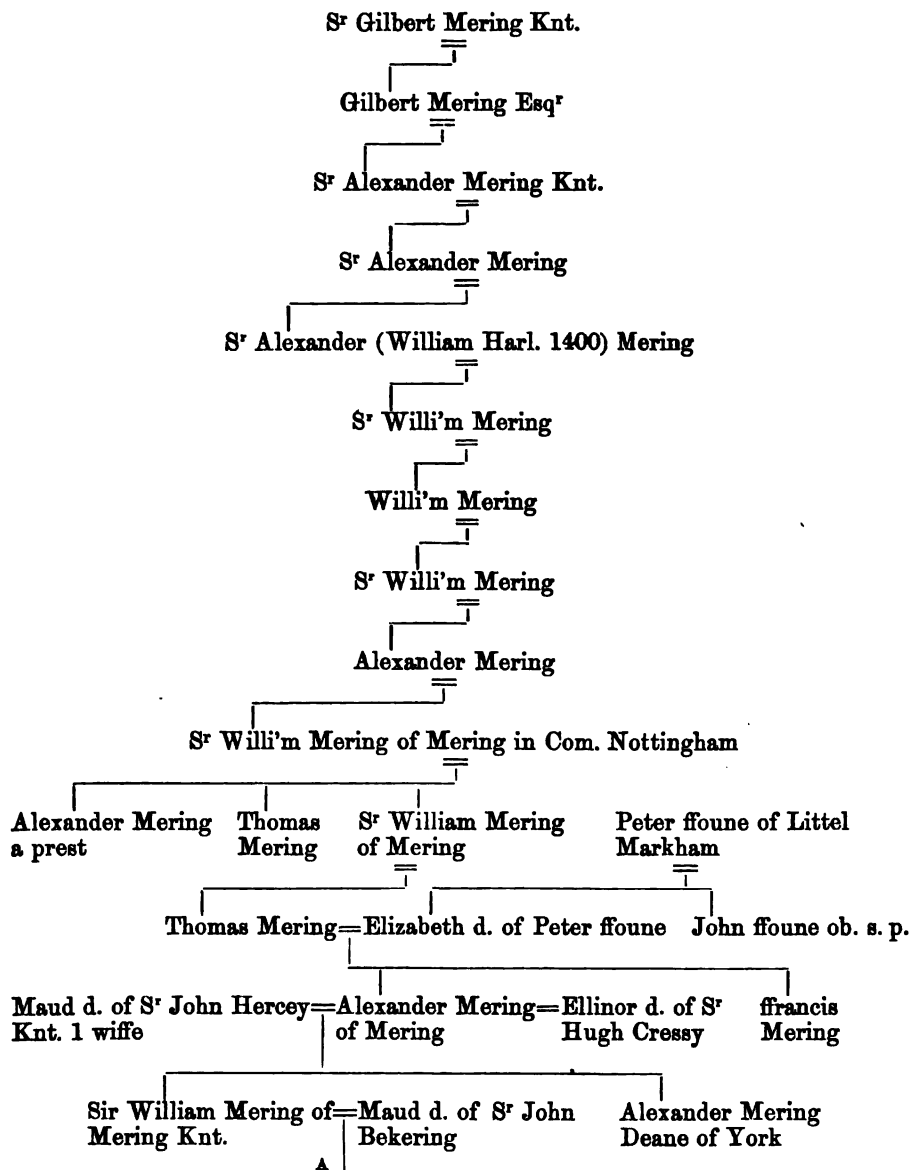 Sʳ Gilbert Mering Knt.
Gilbert Mering Esqʳ
Sʳ Alexander Mering Knt.
Sʳ Alexander Mering
Sʳ Alexander (William Harl. 1400) Mering
Sʳ Willi'm Mering
Willi'm Mering
Sʳ Willi'm Mering
Alexander Mering
Sʳ Willi'm Mering of Mering in Com. Nottingham
Alexander Mering Thomas Sʳ William Mering Peter ffoune of Littel
a prest Mering of Mering Markham
Thomas Mering=Elizabeth d. of Peter ffoune John ffoune ob. s. p.
Maud d. of Sʳ John Hercey=Alexander Mering=Ellinor d. of Sʳ ffrancis
Knt. 1 wiffe of Mering Hugh Cressy Mering
Sir William Mering of=Maud d. of Sʳ John Alexander Mering
Mering Knt. Bekering Deane of York
A